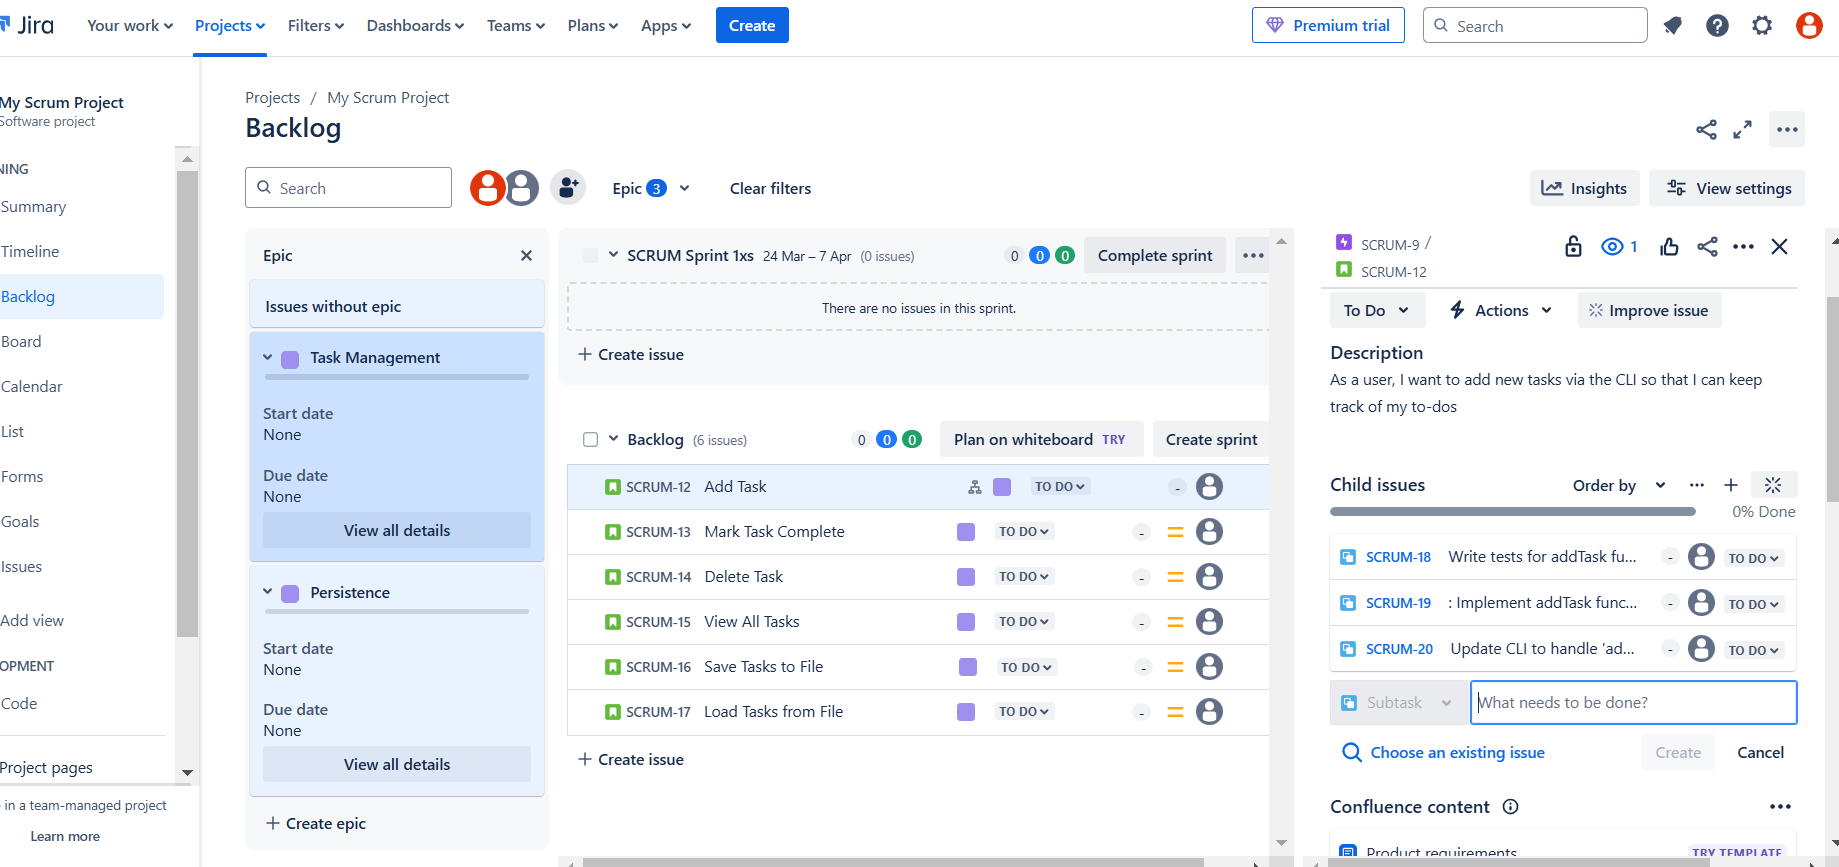 Jira
Your work
Projects
Filters
Dashboards
Teams
Plans
Apps
Create
Premium trial
Search
My Scrum Project
Software project
NING
Summary
Timeline
Backlog
Board
Calendar
List
Forms
Goals
Issues
Add view
OPMENT
Code
Project pages
in a team-managed project
Learn more
Projects / My Scrum Project
Backlog
Search
Epic 3
Clear filters
Insights
View settings
Epic
Issues without epic
Task Management
Start date
None
Due date
None
View all details
Persistence
Start date
None
Due date
None
View all details
+ Create epic
SCRUM Sprint 1xs 24 Mar – 7 Apr (0 issues) 0 0 0 Complete sprint
There are no issues in this sprint.
+ Create issue
Backlog (6 issues) 0 0 0 Plan on whiteboard TRY Create sprint
SCRUM-12 Add Task TO DO -
SCRUM-13 Mark Task Complete TO DO -
SCRUM-14 Delete Task TO DO -
SCRUM-15 View All Tasks TO DO -
SCRUM-16 Save Tasks to File TO DO -
SCRUM-17 Load Tasks from File TO DO -
+ Create issue
SCRUM-9 /
SCRUM-12
1
To Do
Actions
Improve issue
Description
As a user, I want to add new tasks via the CLI so that I can keep
track of my to-dos
Child issues
Order by
0% Done
SCRUM-18 Write tests for addTask fu... - TO DO
SCRUM-19 : Implement addTask func... - TO DO
SCRUM-20 Update CLI to handle 'ad... - TO DO
Subtask
What needs to be done?
Choose an existing issue
Create
Cancel
Confluence content
Product requirements
TRY TEMPLATE